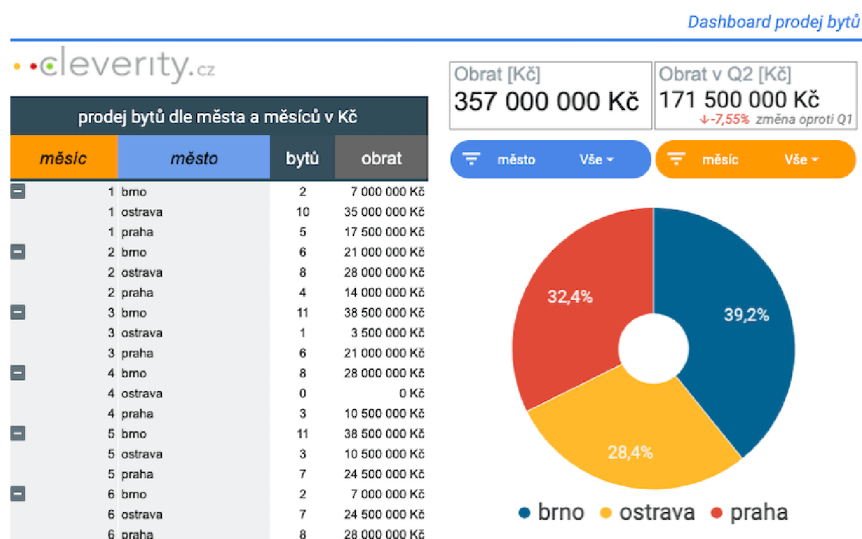 Dashboard prodej bytů
cleverity.cz
prodej bytů dle města a měsíců v Kč
měsíc město bytů obrat
1 brno 2 7 000 000 Kč
1 ostrava 10 35 000 000 Kč
1 praha 5 17 500 000 Kč
2 brno 6 21 000 000 Kč
2 ostrava 8 28 000 000 Kč
2 praha 4 14 000 000 Kč
3 brno 11 38 500 000 Kč
3 ostrava 1 3 500 000 Kč
3 praha 6 21 000 000 Kč
4 brno 8 28 000 000 Kč
4 ostrava 0 0 Kč
4 praha 3 10 500 000 Kč
5 brno 11 38 500 000 Kč
5 ostrava 3 10 500 000 Kč
5 praha 7 24 500 000 Kč
6 brno 2 7 000 000 Kč
6 ostrava 7 24 500 000 Kč
6 praha 8 28 000 000 Kč
Obrat [Kč]
357 000 000 Kč
Obrat v Q2 [Kč]
171 500 000 Kč
↓-7,55% změna oproti Q1
město Vše
měsíc Vše
32,4%
39,2%
28,4%
brno ostrava praha